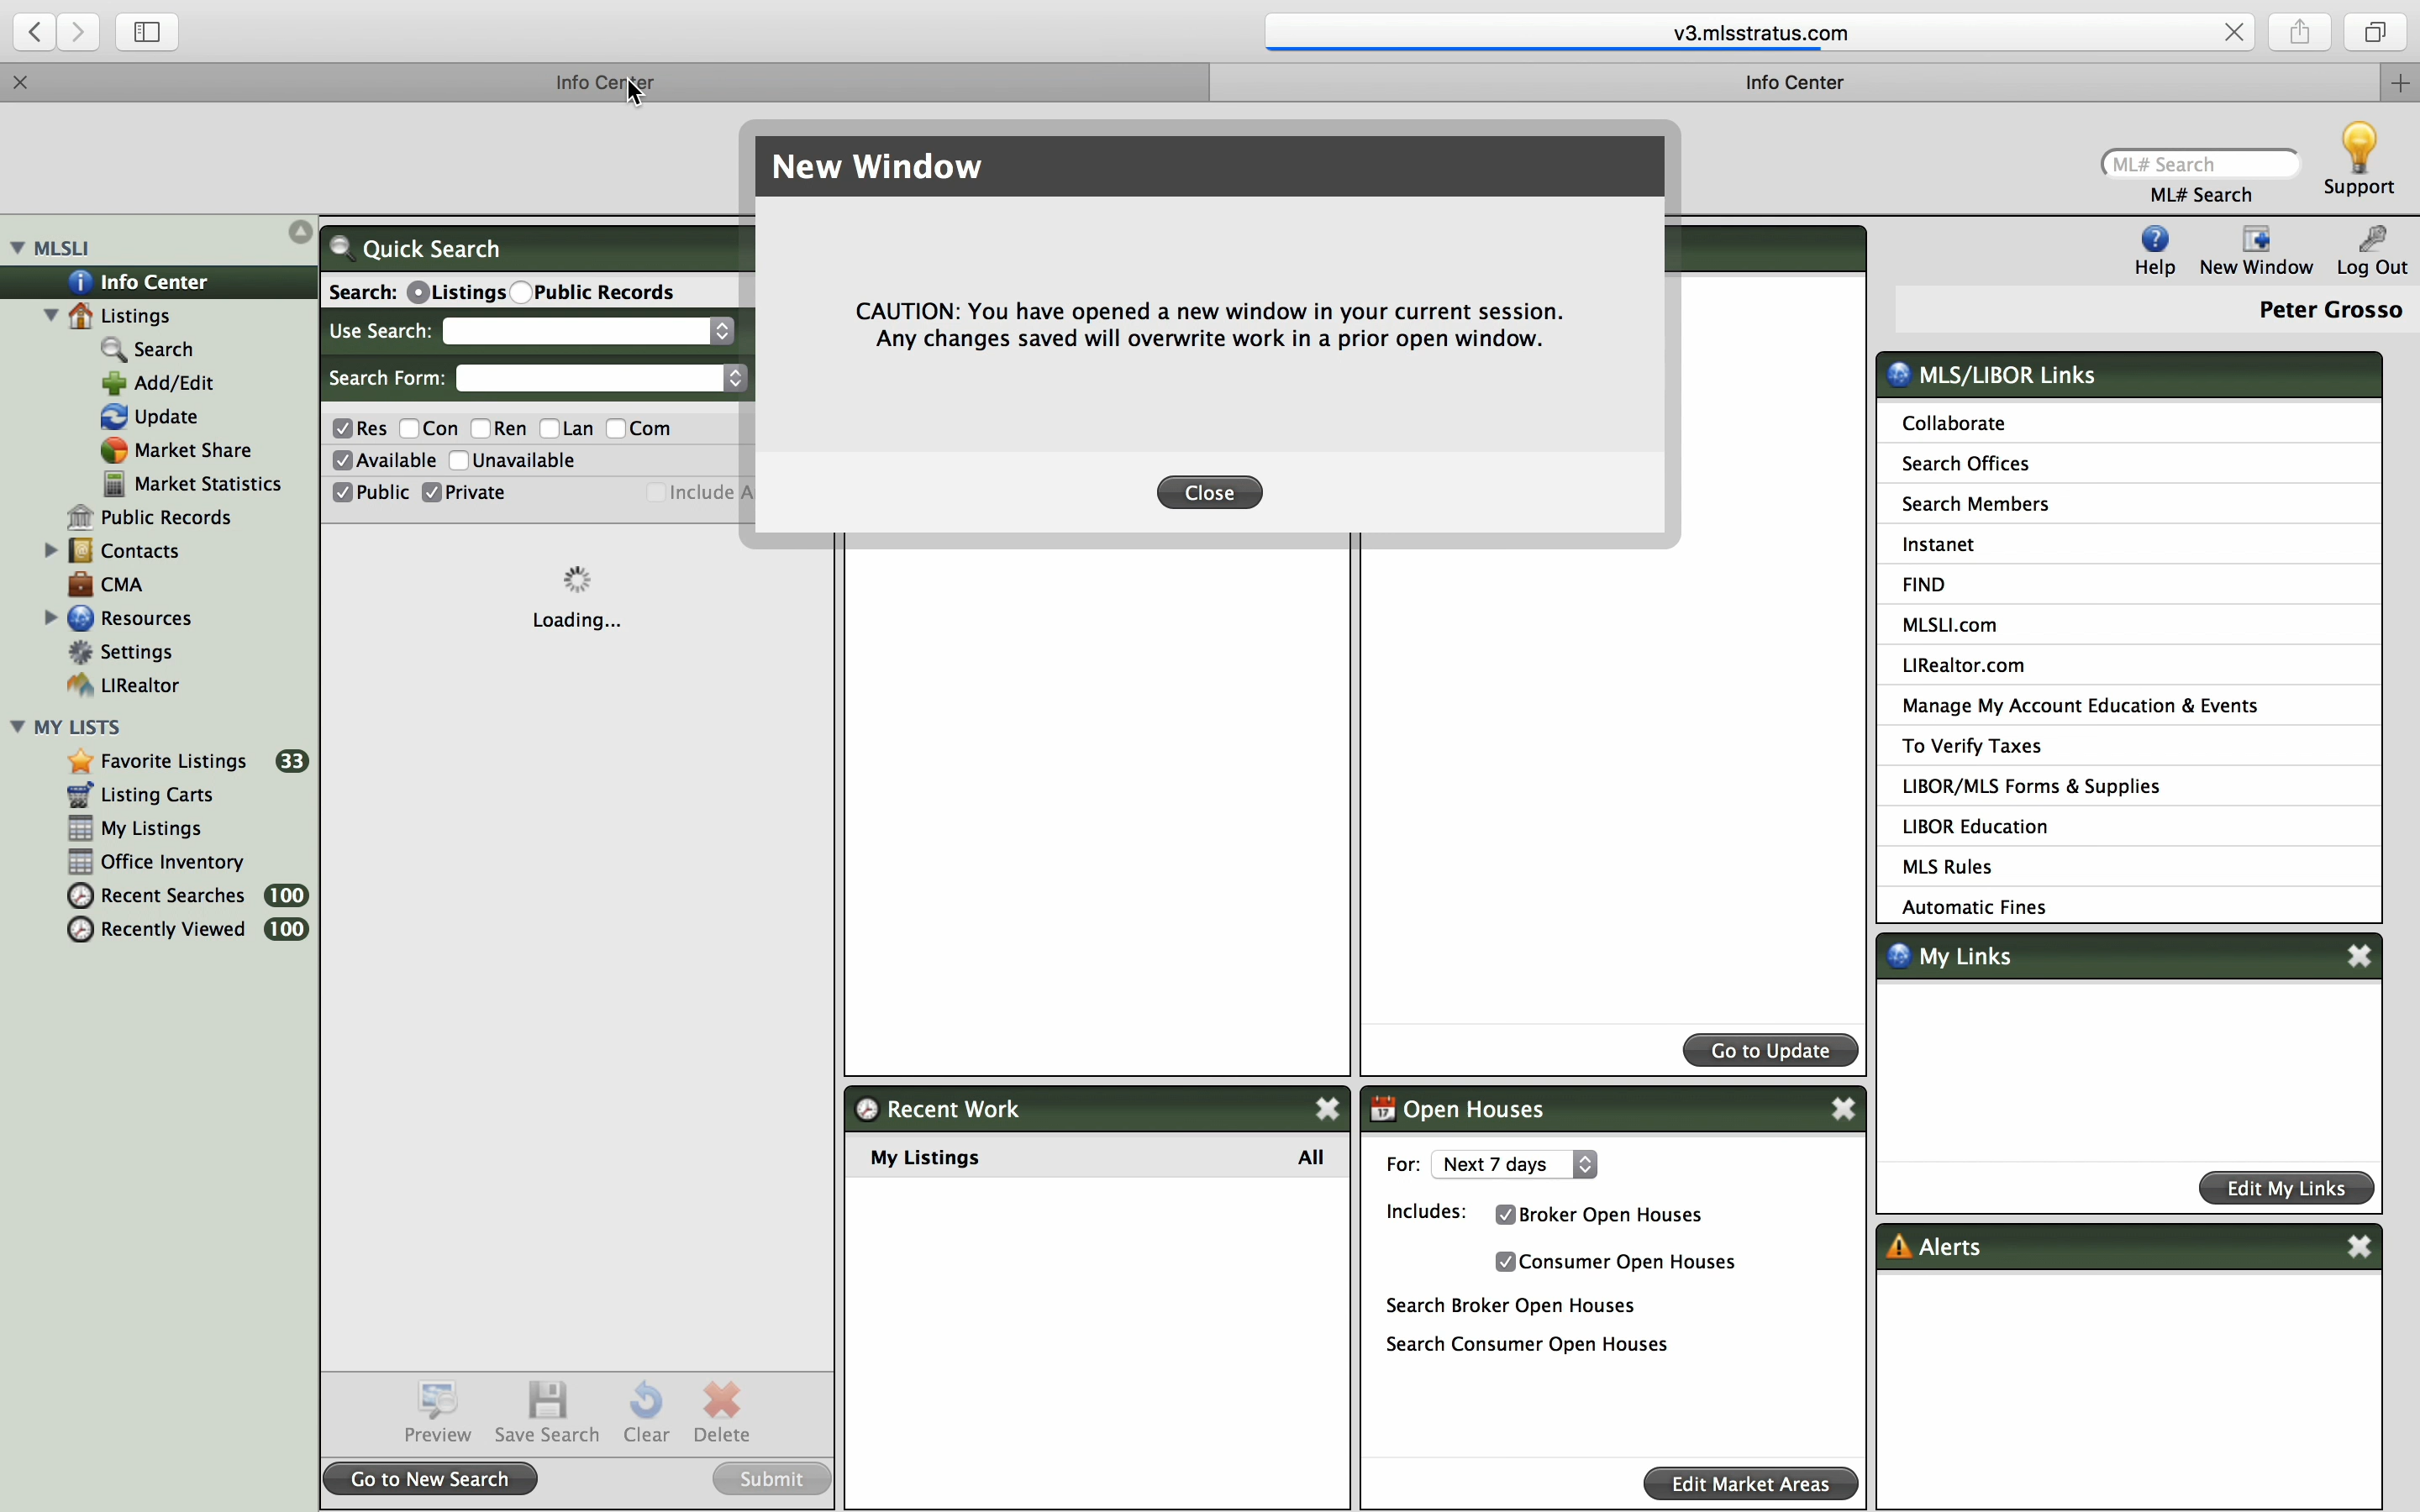 v3.mlsstratus.com
Info Center
Info Center
New Window
CAUTION: You have opened a new window in your current session.
Any changes saved will overwrite work in a prior open window.
Close
ML# Search
ML# Search
Support
Help
New Window
Log Out
Peter Grosso
MLSLI
Info Center
Listings
Search
Add/Edit
Update
Market Share
Market Statistics
Public Records
Contacts
CMA
Resources
Settings
LIRealtor
MY LISTS
Favorite Listings 33
Listing Carts
My Listings
Office Inventory
Recent Searches 100
Recently Viewed 100
Quick Search
Search: Listings Public Records
Use Search:
Search Form:
Res Con Ren Lan Com
Available Unavailable
Public Private Include
Loading...
Preview Save Search Clear Delete
Go to New Search Submit
Go to Update
Recent Work
My Listings All
17 Open Houses
For: Next 7 days
Includes: Broker Open Houses
Consumer Open Houses
Search Broker Open Houses
Search Consumer Open Houses
Edit Market Areas
MLS/LIBOR Links
Collaborate
Search Offices
Search Members
Instanet
FIND
MLSLI.com
LIRealtor.com
Manage My Account Education & Events
To Verify Taxes
LIBOR/MLS Forms & Supplies
LIBOR Education
MLS Rules
Automatic Fines
My Links
Edit My Links
Alerts